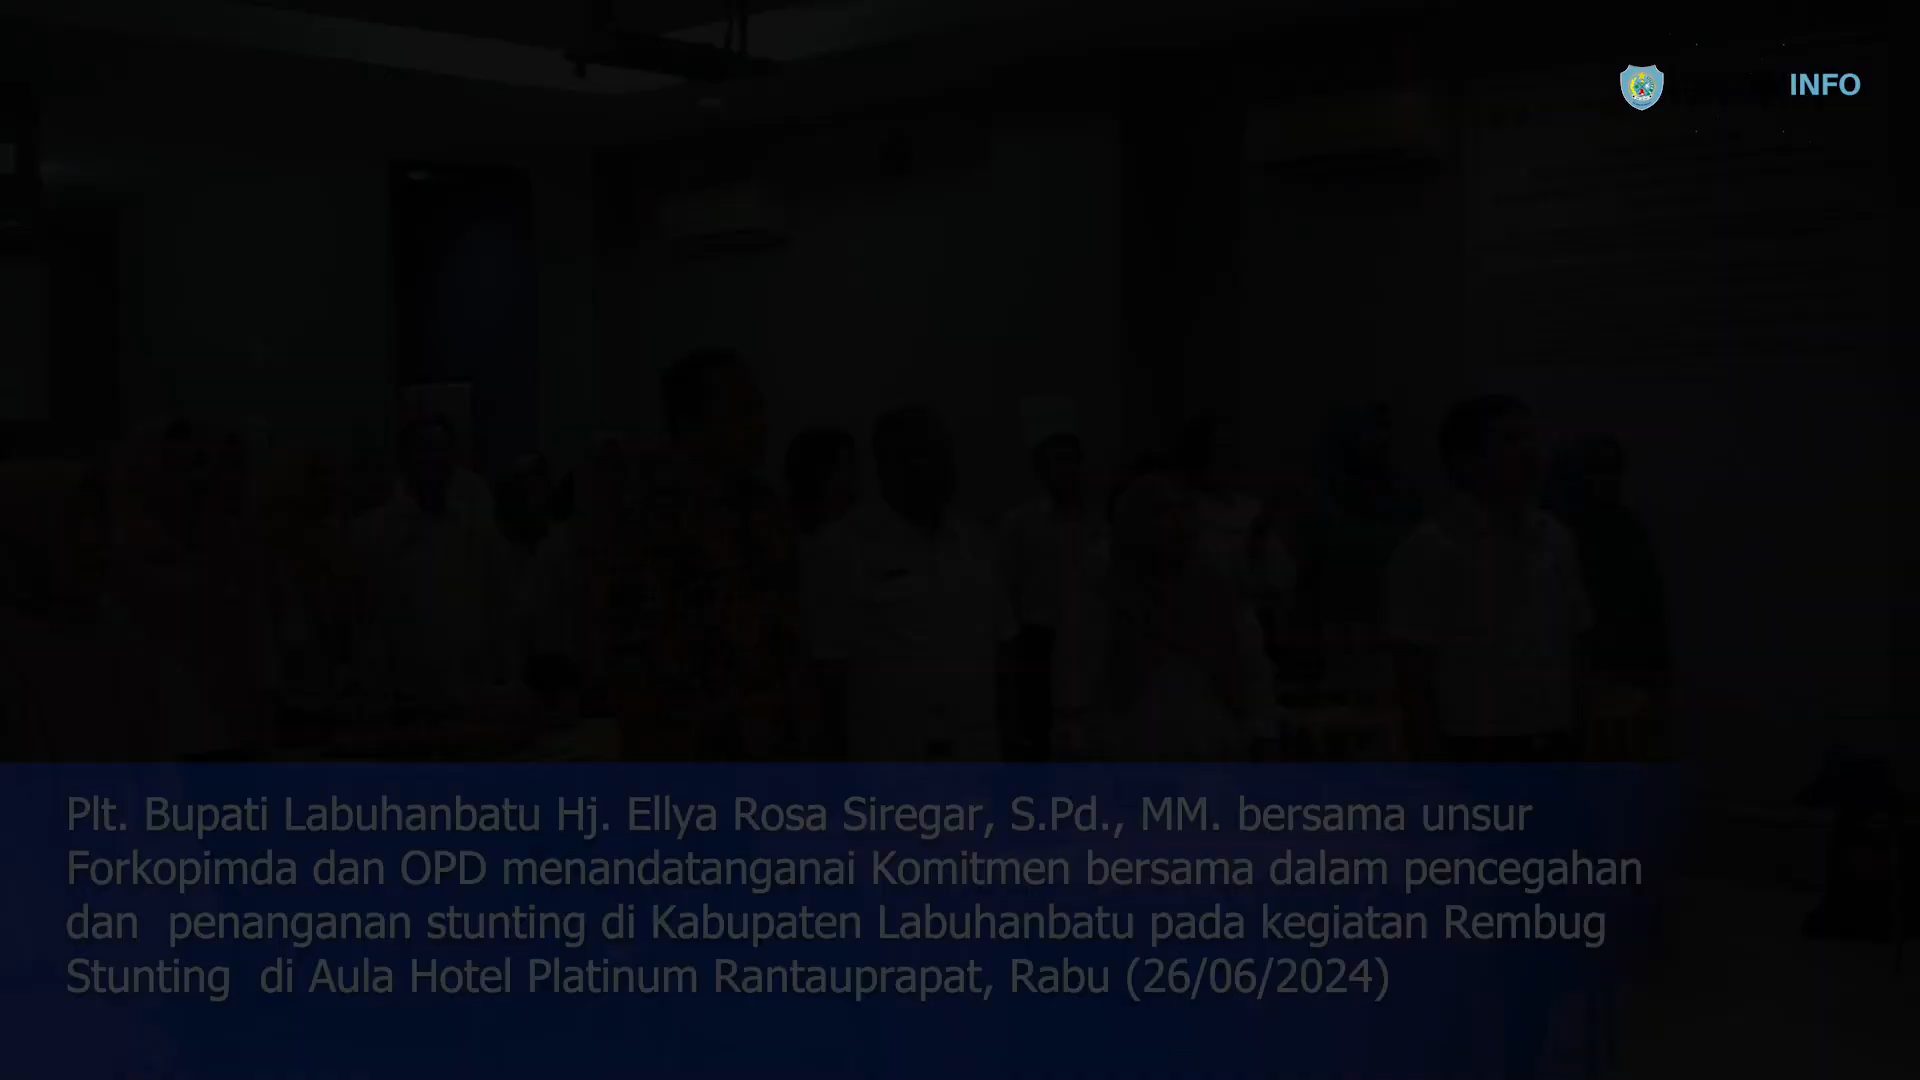 INFO
Plt. Bupati Labuhanbatu Hj. Ellya Rosa Siregar, S.Pd., MM. bersama unsur
Forkopimda dan OPD menandatanganai Komitmen bersama dalam pencegahan
dan  penanganan stunting di Kabupaten Labuhanbatu pada kegiatan Rembug
Stunting  di Aula Hotel Platinum Rantauprapat, Rabu (26/06/2024)